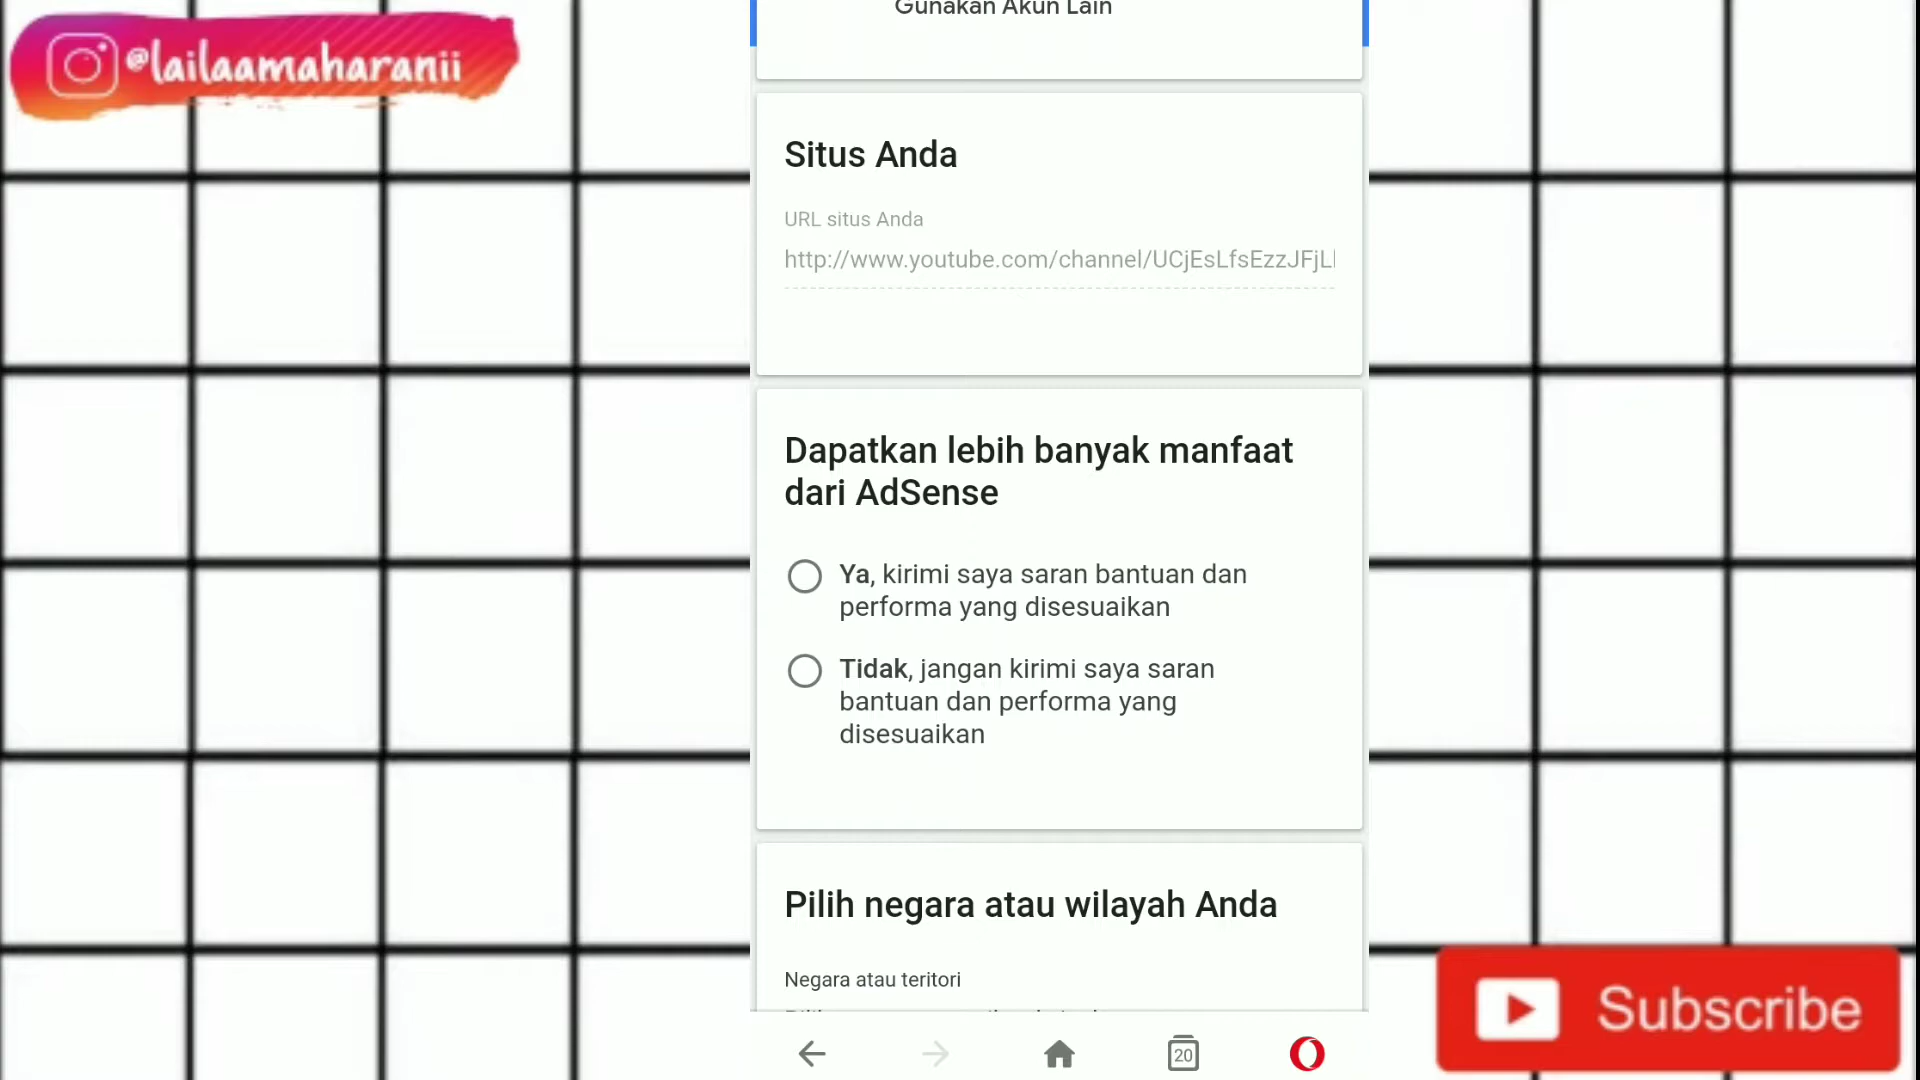 @lailaamaharanii
Gunakan Akun Lain
Situs Anda
URL situs Anda
http://www.youtube.com/channel/UCjEsLfsEzzJFjL
Dapatkan lebih banyak manfaat
dari AdSense
Ya, kirimi saya saran bantuan dan
performa yang disesuaikan
Tidak, jangan kirimi saya saran
bantuan dan performa yang
disesuaikan
Pilih negara atau wilayah Anda
Negara atau teritori
20
Subscribe